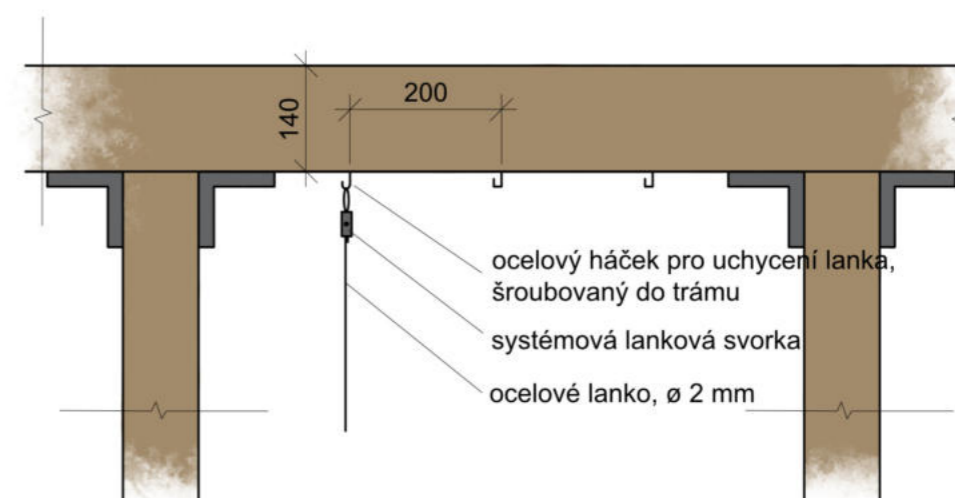 200
140
ocelový háček pro uchycení lanka,
šroubovaný do trámu
systémová lanková svorka
ocelové lanko, ø 2 mm